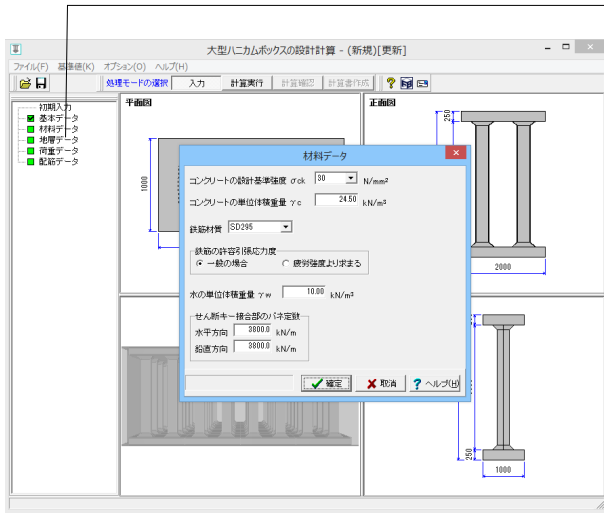 大型ハニカムボックスの設計計算 - (新規)[更新]
ファイル(F) 基準値(K) オプション(O) ヘルプ(H)
処理モードの選択 入力 計算実行 計算確認 計算書作成
初期入力
基本データ
材料データ
地層データ
荷重データ
配筋データ
平面図
1000
正面図
250
2000
250
1000
材料データ
コンクリートの設計基準強度 σck 30 N/mm²
コンクリートの単位体積重量 γc 24.50 kN/m³
鉄筋材質 SD295
鉄筋の許容引張応力度
一般の場合 疲労強度より求まる
水の単位体積重量 γw 10.00 kN/m³
せん断キー接合部のバネ定数
水平方向 3800.0 kN/m
鉛直方向 3800.0 kN/m
確定 取消 ヘルプ(H)